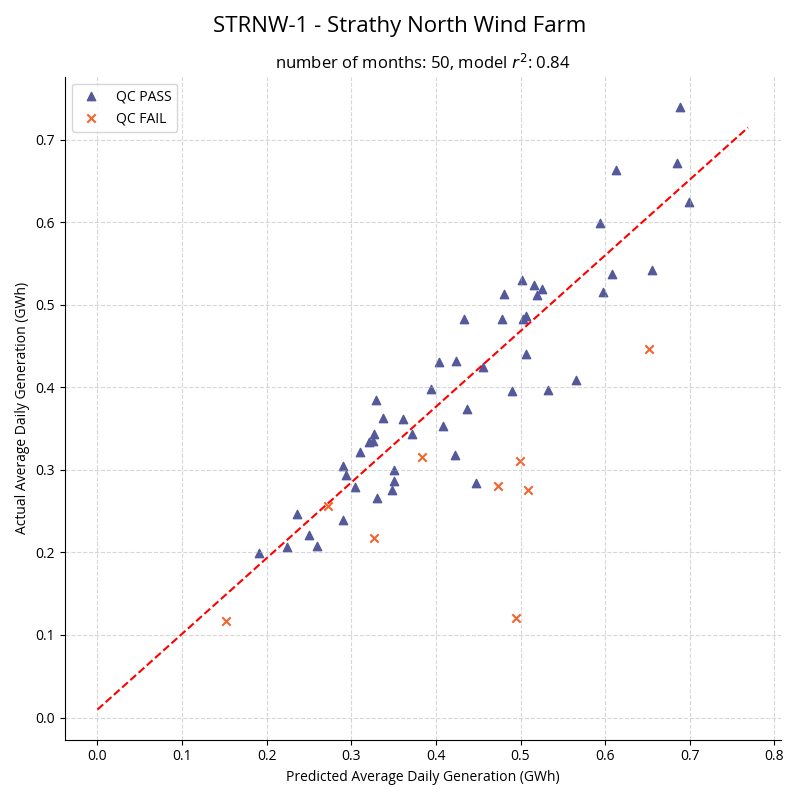 STRNW-1 - Strathy North Wind Farm
number of months: 50, model r²: 0.84
QC PASS
QC FAIL
Actual Average Daily Generation (GWh)
0.7
0.6
0.5
0.4
0.3
0.2
0.1
0.0
0.0 0.1 0.2 0.3 0.4 0.5 0.6 0.7 0.8
Predicted Average Daily Generation (GWh)